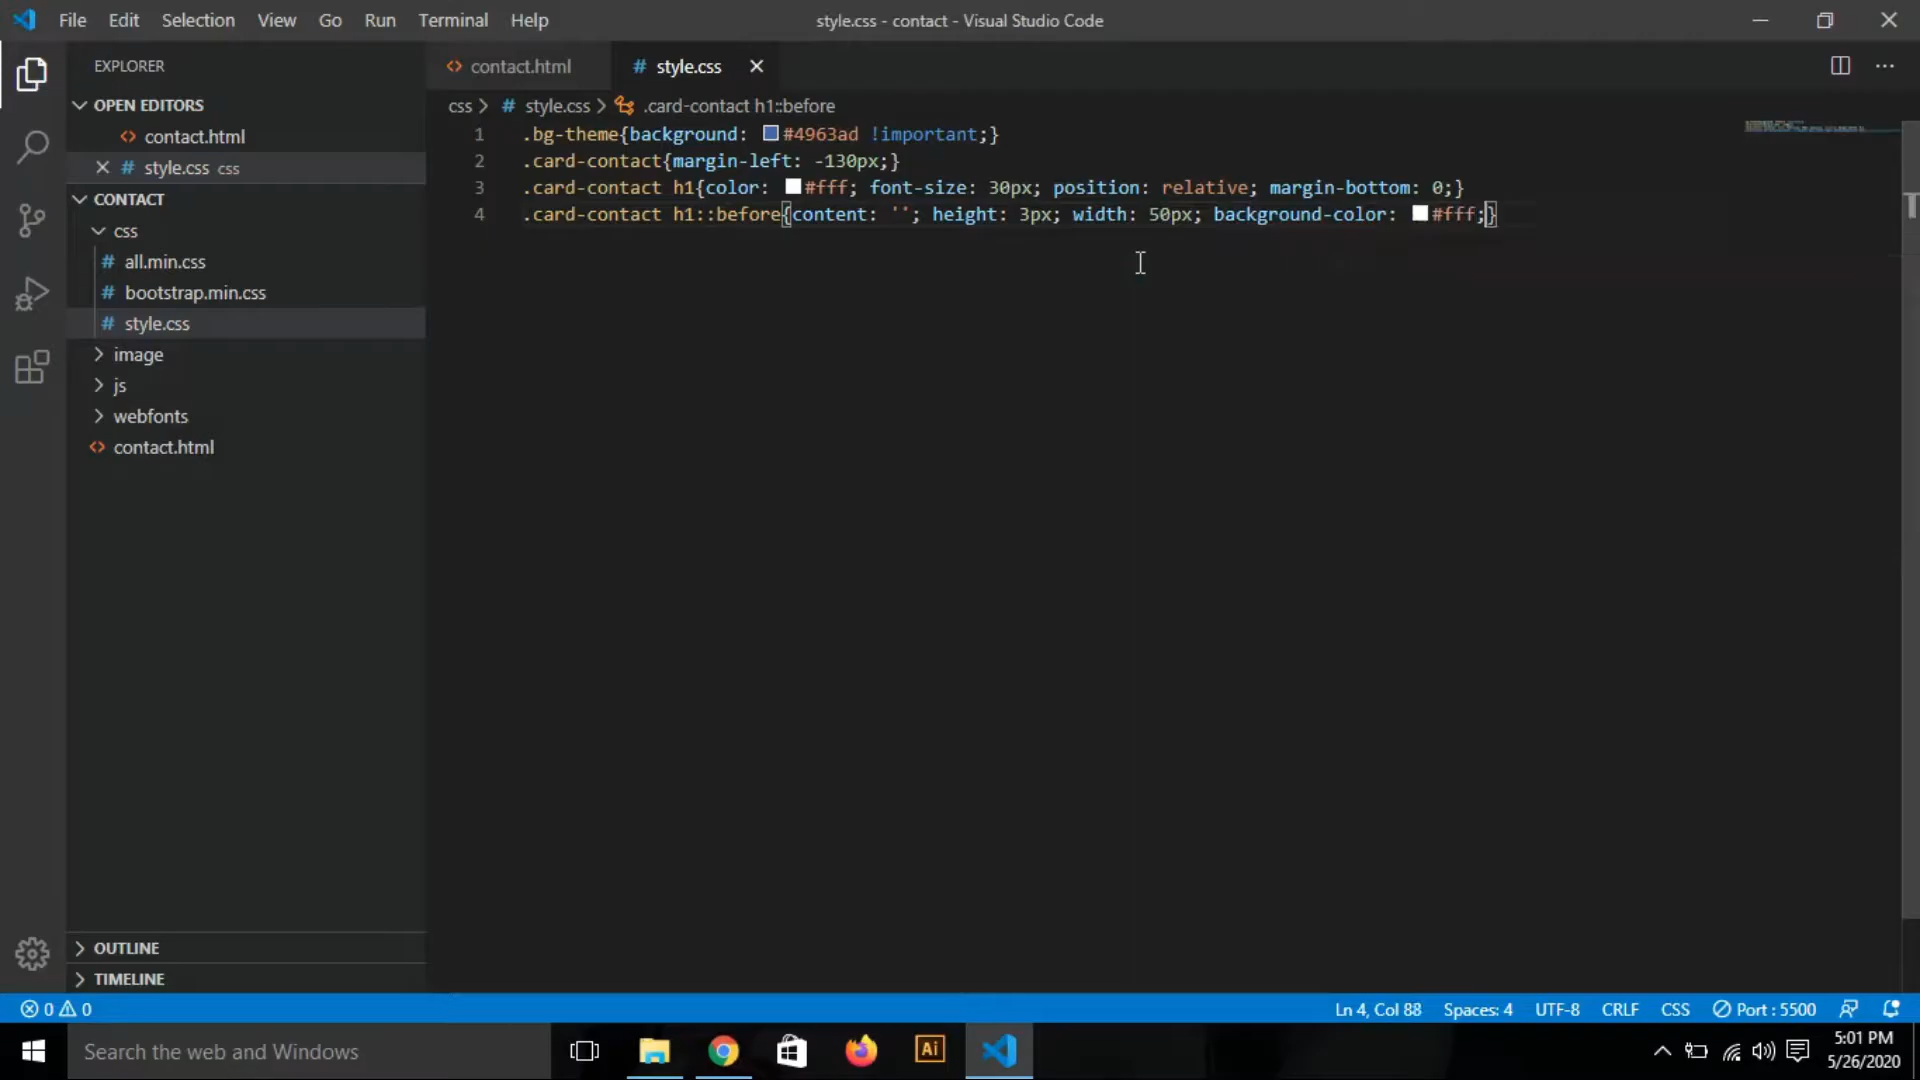 File Edit Selection View Go Run Terminal Help
style.css - contact - Visual Studio Code
EXPLORER
OPEN EDITORS
contact.html
style.css css
CONTACT
css
all.min.css
bootstrap.min.css
style.css
image
js
webfonts
contact.html
OUTLINE
TIMELINE
contact.html
style.css
css > # style.css > .card-contact h1::before
1 .bg-theme{background: #4963ad !important;}
2 .card-contact{margin-left: -130px;}
3 .card-contact h1{color: #fff; font-size: 30px; position: relative; margin-bottom: 0;}
4 .card-contact h1::before{content: ''; height: 3px; width: 50px; background-color: #fff;}
0 0
Ln 4, Col 88 Spaces: 4 UTF-8 CRLF CSS Port : 5500
Search the web and Windows
Ai
5:01 PM
5/26/2020